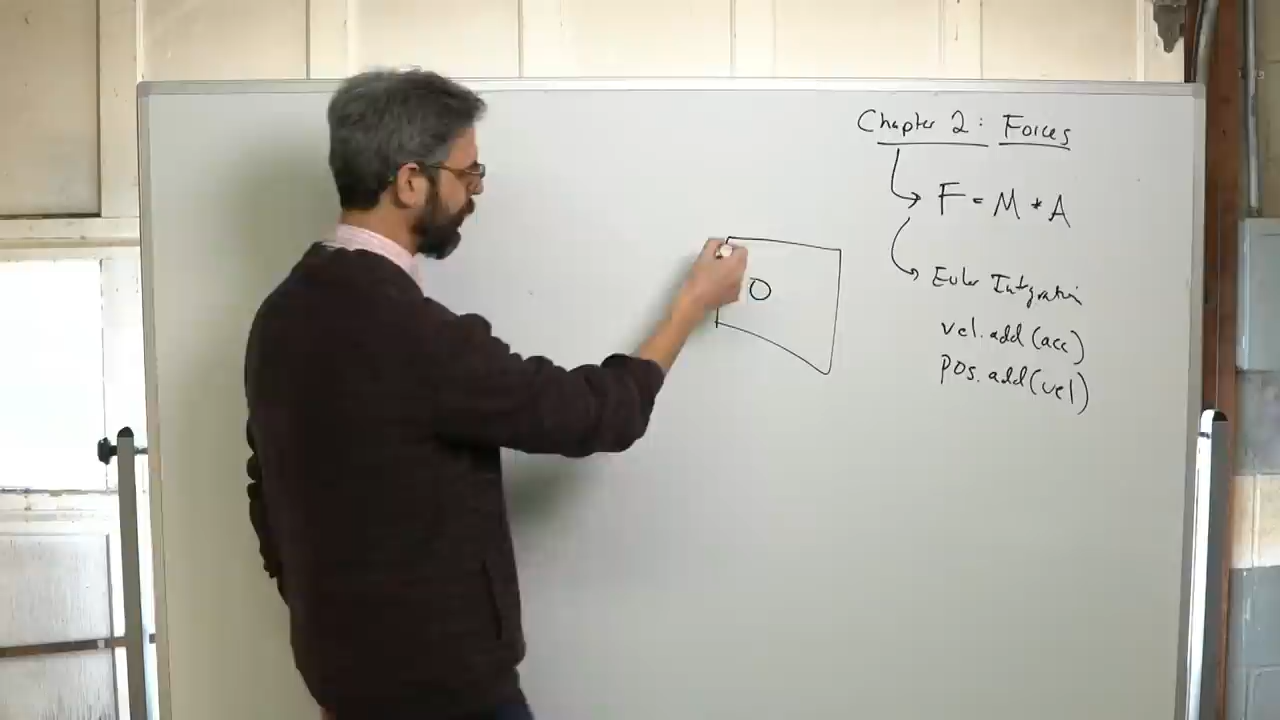 Chapter 2: Forces
F = M * A
Euler Integration
vel.add(acc)
pos.add(vel)